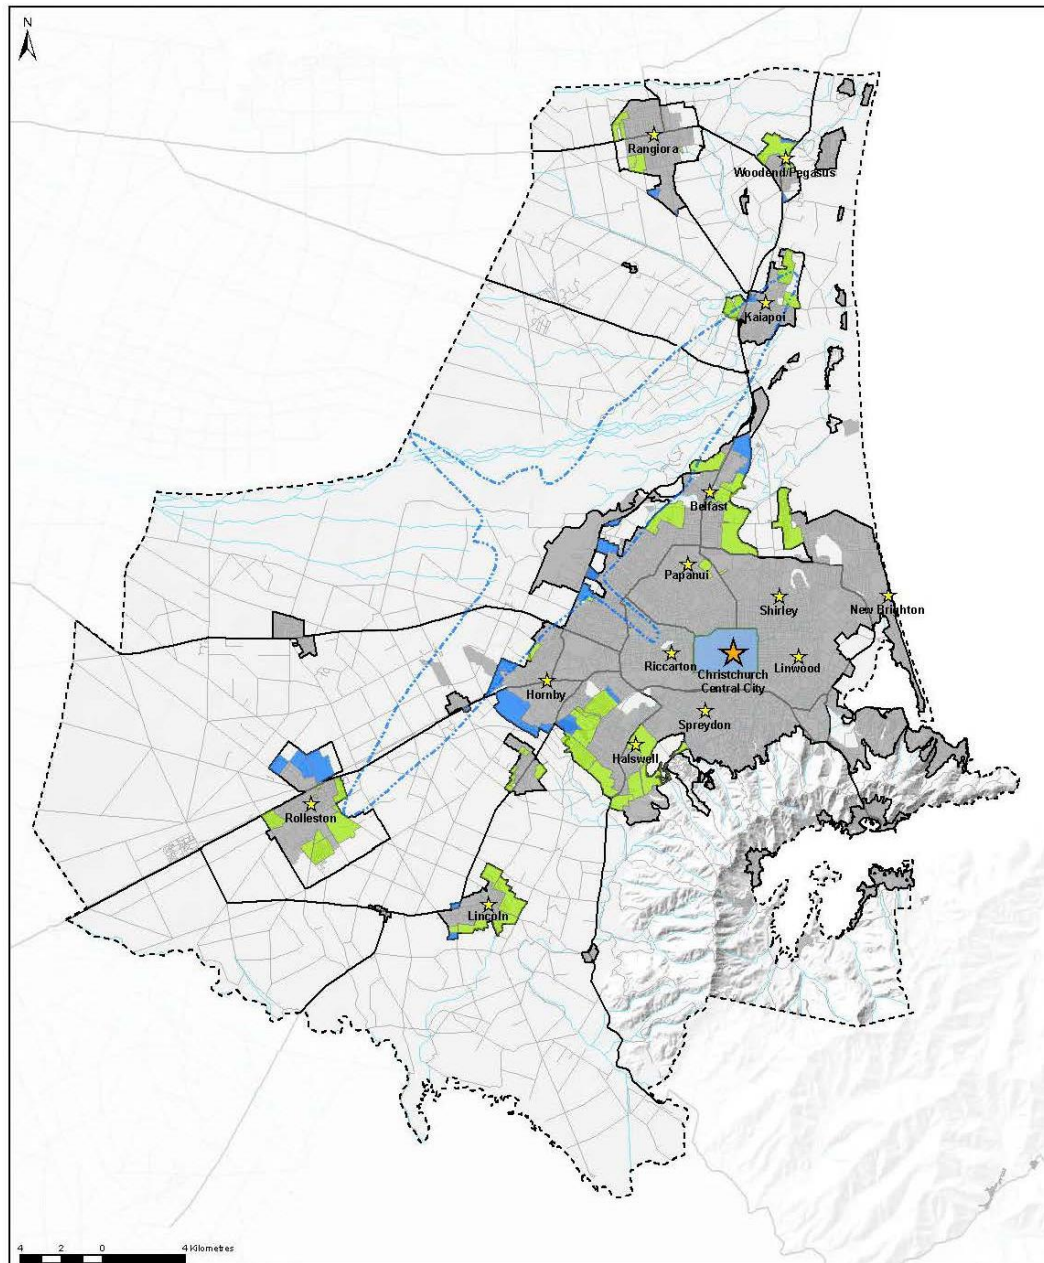 N
Rangiora
Woodend/Pegasus
Kaiapoi
Belfast
Papanui
Shirley
New Brighton
Riccarton
Linwood
Christchurch
Central City
Hornby
Spreydon
Halswell
Rolleston
Lincoln
4 2 0 4 Kilometres